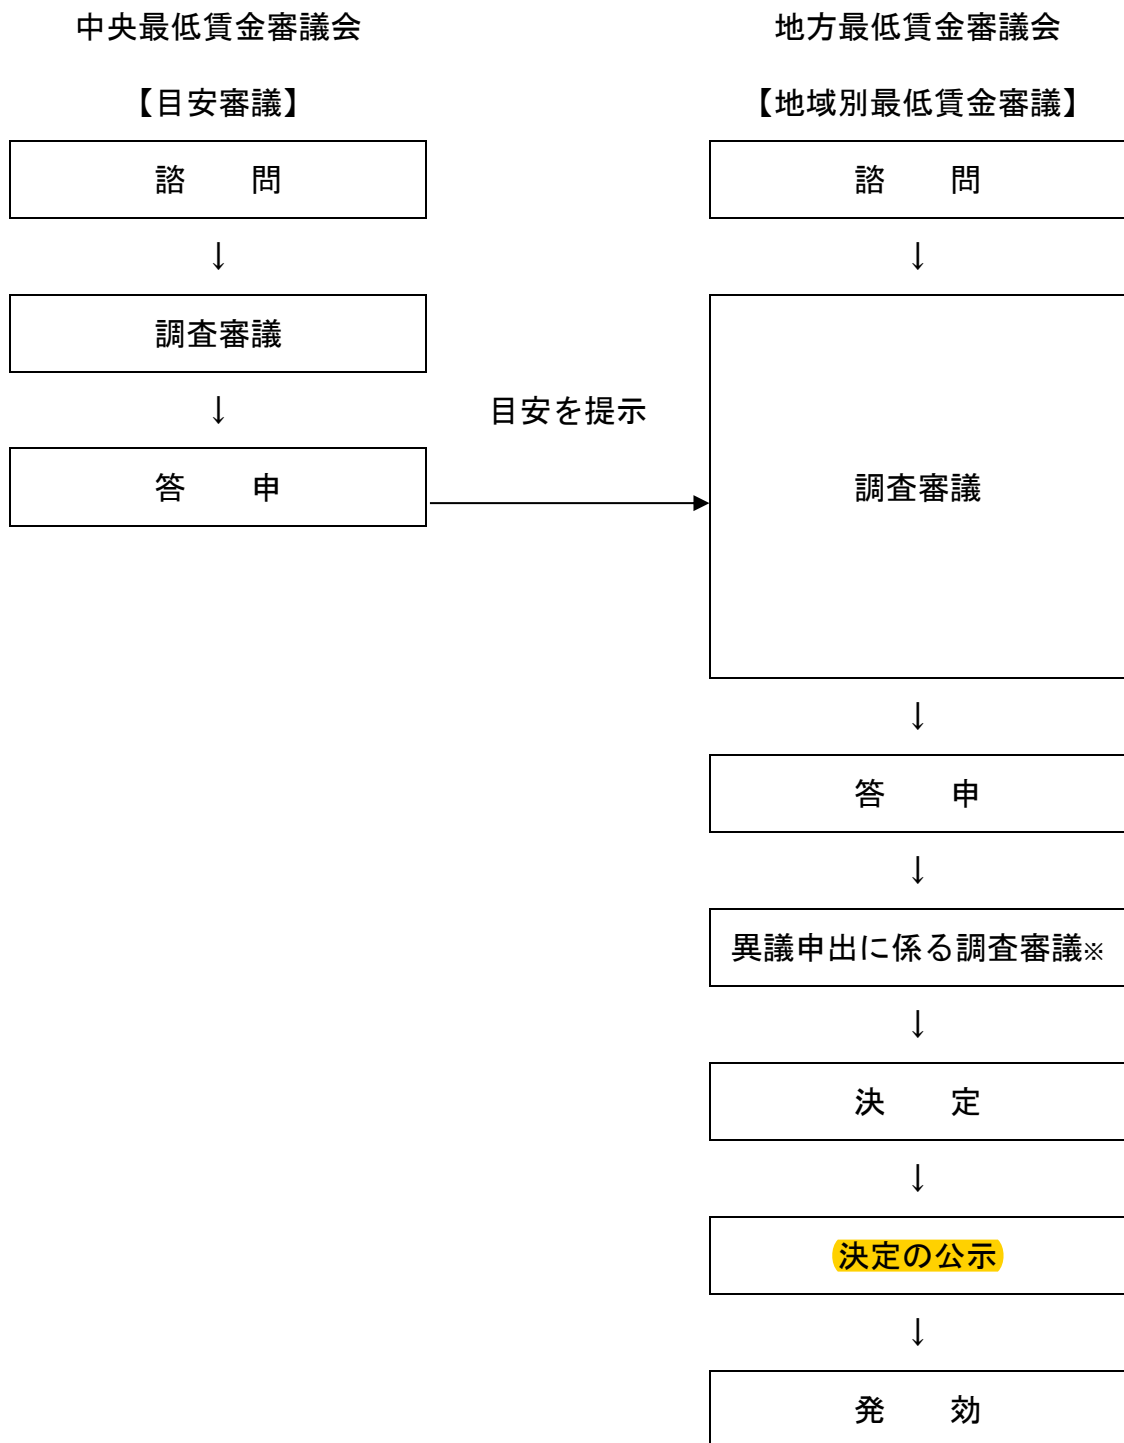 中央最低賃金審議会
【目安審議】
諮　　問
↓
調査審議
↓
答　　申
目安を提示
地方最低賃金審議会
【地域別最低賃金審議】
諮　　問
↓
調査審議
↓
答　　申
↓
異議申出に係る調査審議※
↓
決　　定
↓
決定の公示
↓
発　　効